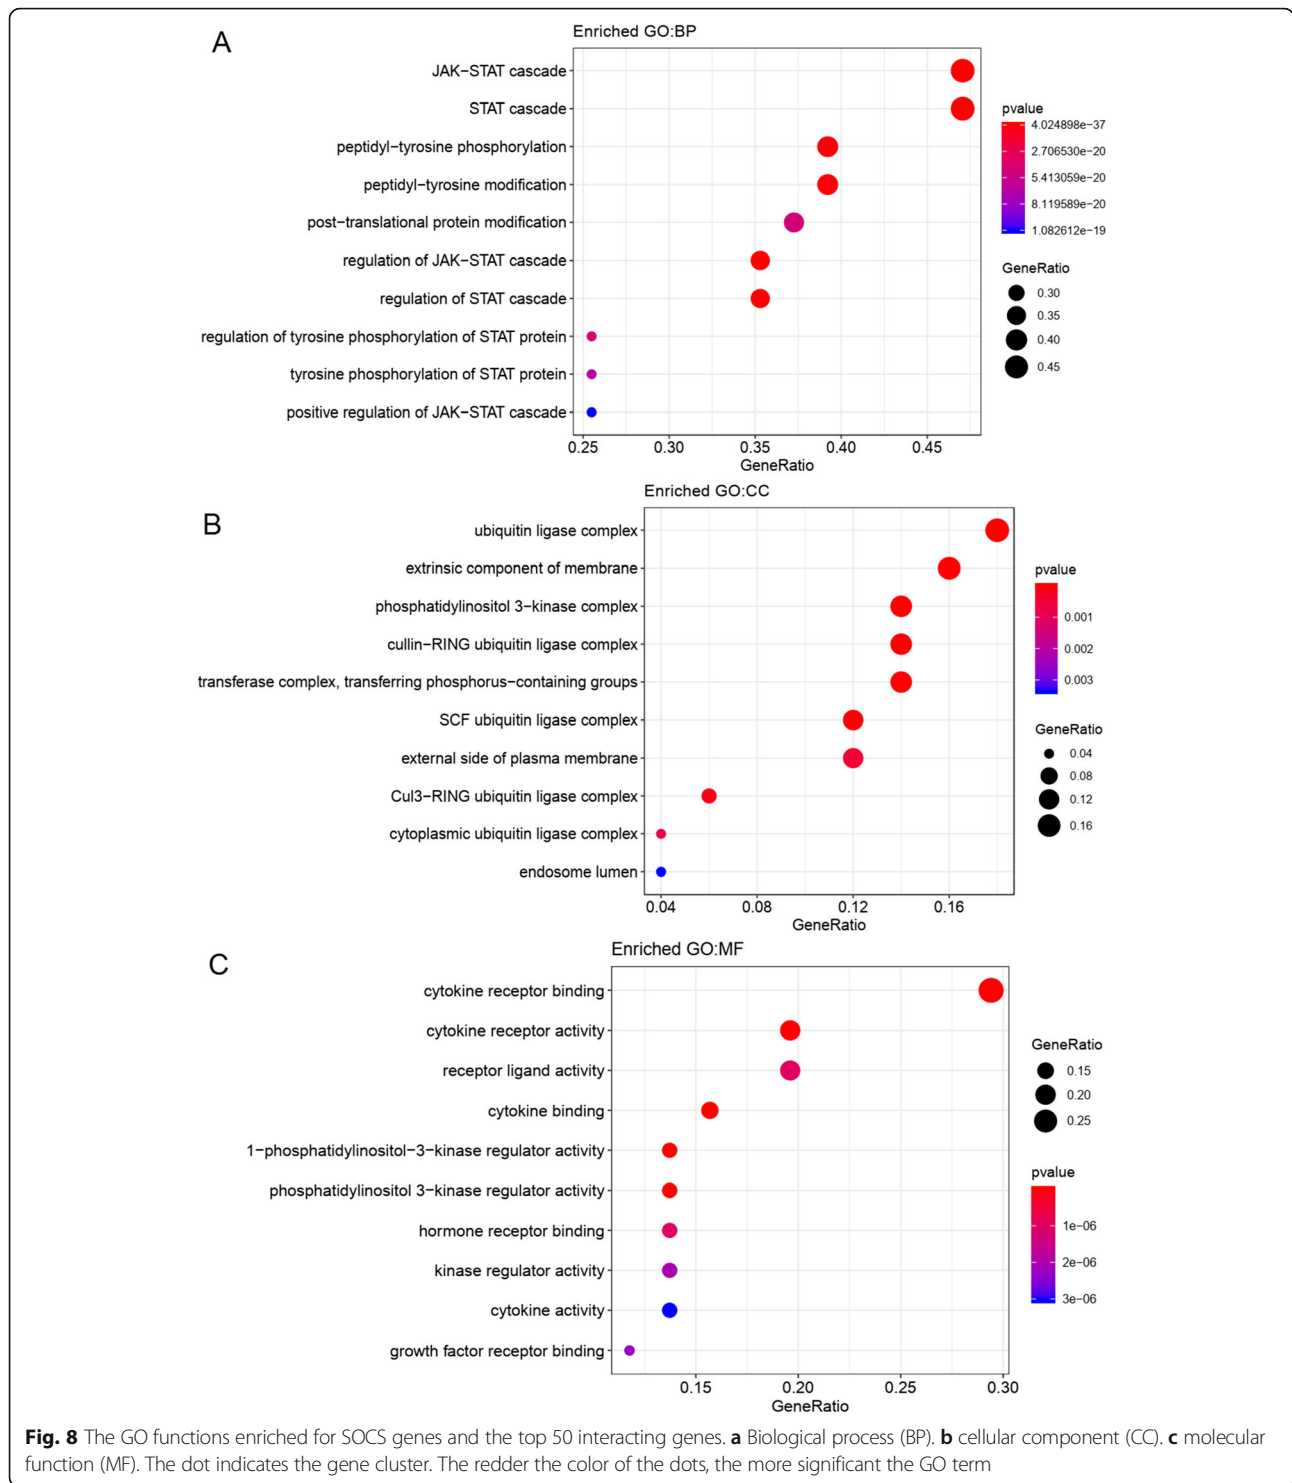 A
Enriched GO:BP
JAK−STAT cascade
STAT cascade
peptidyl−tyrosine phosphorylation
peptidyl−tyrosine modification
post−translational protein modification
regulation of JAK−STAT cascade
regulation of STAT cascade
regulation of tyrosine phosphorylation of STAT protein
tyrosine phosphorylation of STAT protein
positive regulation of JAK−STAT cascade
0.25 0.30 0.35 0.40 0.45
GeneRatio
pvalue
4.024898e−37
2.706530e−20
5.413059e−20
8.119589e−20
1.082612e−19
GeneRatio
0.30
0.35
0.40
0.45
B
Enriched GO:CC
ubiquitin ligase complex
extrinsic component of membrane
phosphatidylinositol 3−kinase complex
cullin−RING ubiquitin ligase complex
transferase complex, transferring phosphorus−containing groups
SCF ubiquitin ligase complex
external side of plasma membrane
Cul3−RING ubiquitin ligase complex
cytoplasmic ubiquitin ligase complex
endosome lumen
0.04 0.08 0.12 0.16
GeneRatio
pvalue
0.001
0.002
0.003
GeneRatio
0.04
0.08
0.12
0.16
C
Enriched GO:MF
cytokine receptor binding
cytokine receptor activity
receptor ligand activity
cytokine binding
1−phosphatidylinositol−3−kinase regulator activity
phosphatidylinositol 3−kinase regulator activity
hormone receptor binding
kinase regulator activity
cytokine activity
growth factor receptor binding
0.15 0.20 0.25 0.30
GeneRatio
GeneRatio
0.15
0.20
0.25
pvalue
1e−06
2e−06
3e−06
Fig. 8 The GO functions enriched for SOCS genes and the top 50 interacting genes. a Biological process (BP). b cellular component (CC). c molecular
function (MF). The dot indicates the gene cluster. The redder the color of the dots, the more significant the GO term